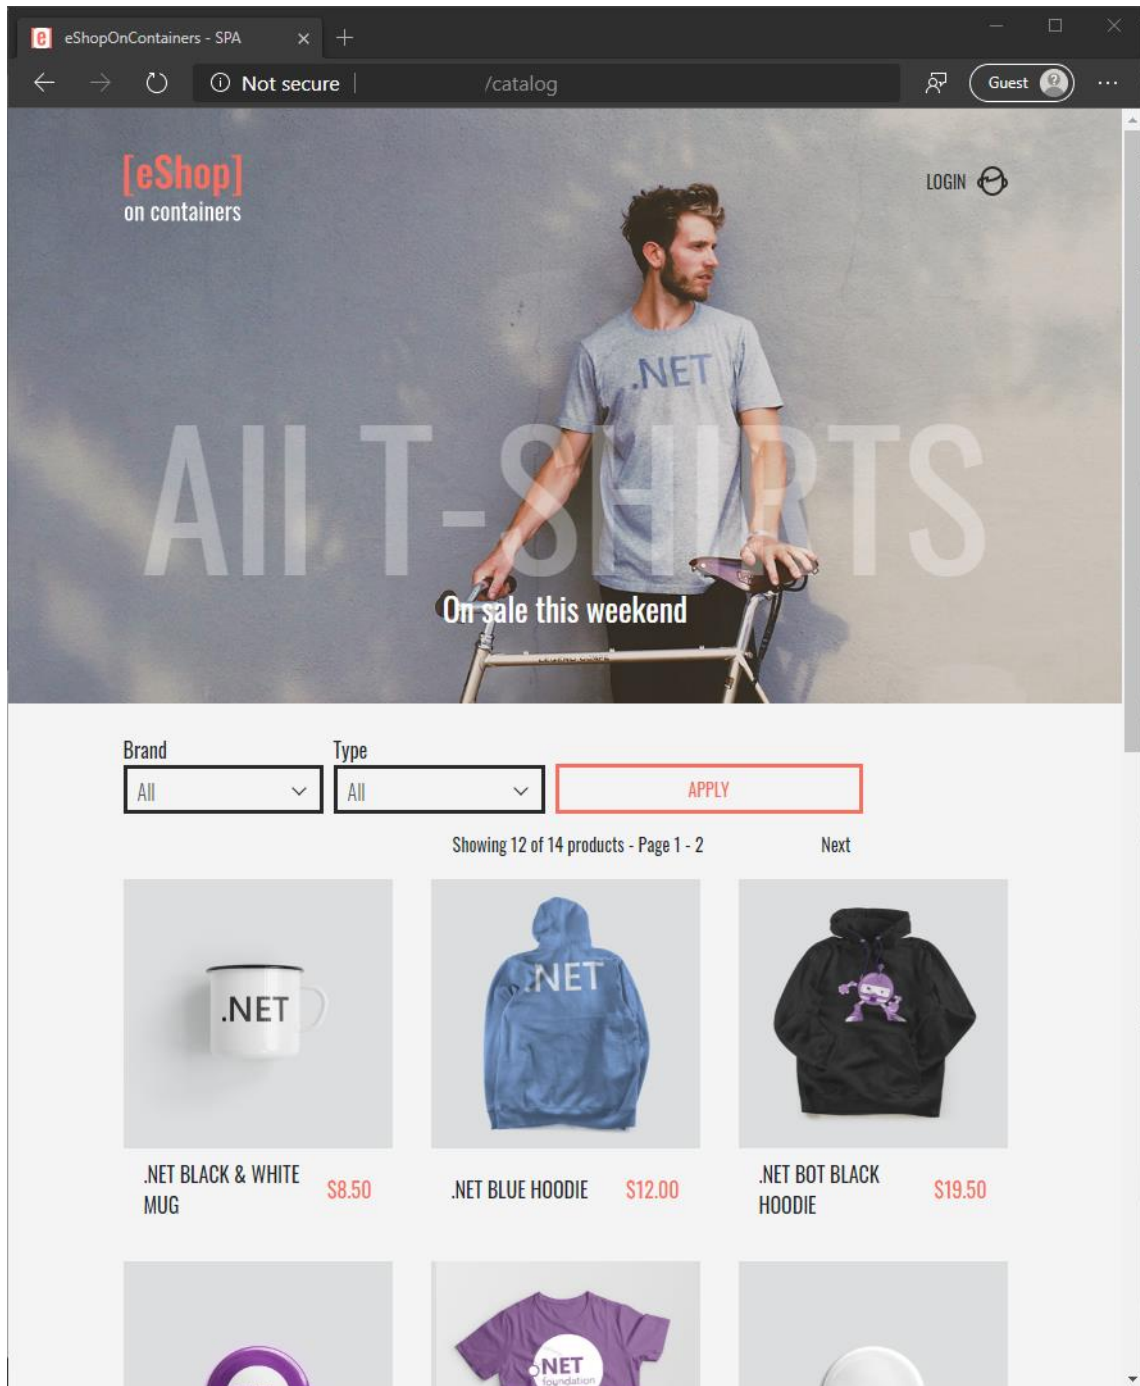 eShopOnContainers - SPA
Not secure
/catalog
Guest
[eShop]
on containers
LOGIN
.NET
All T-SHIRTS
On sale this weekend
Brand
Type
All
All
APPLY
Showing 12 of 14 products - Page 1 - 2
Next
.NET
.NET
.NET BLACK & WHITE
MUG
$8.50
.NET BLUE HOODIE
$12.00
.NET BOT BLACK
HOODIE
$19.50
.NET
foundation